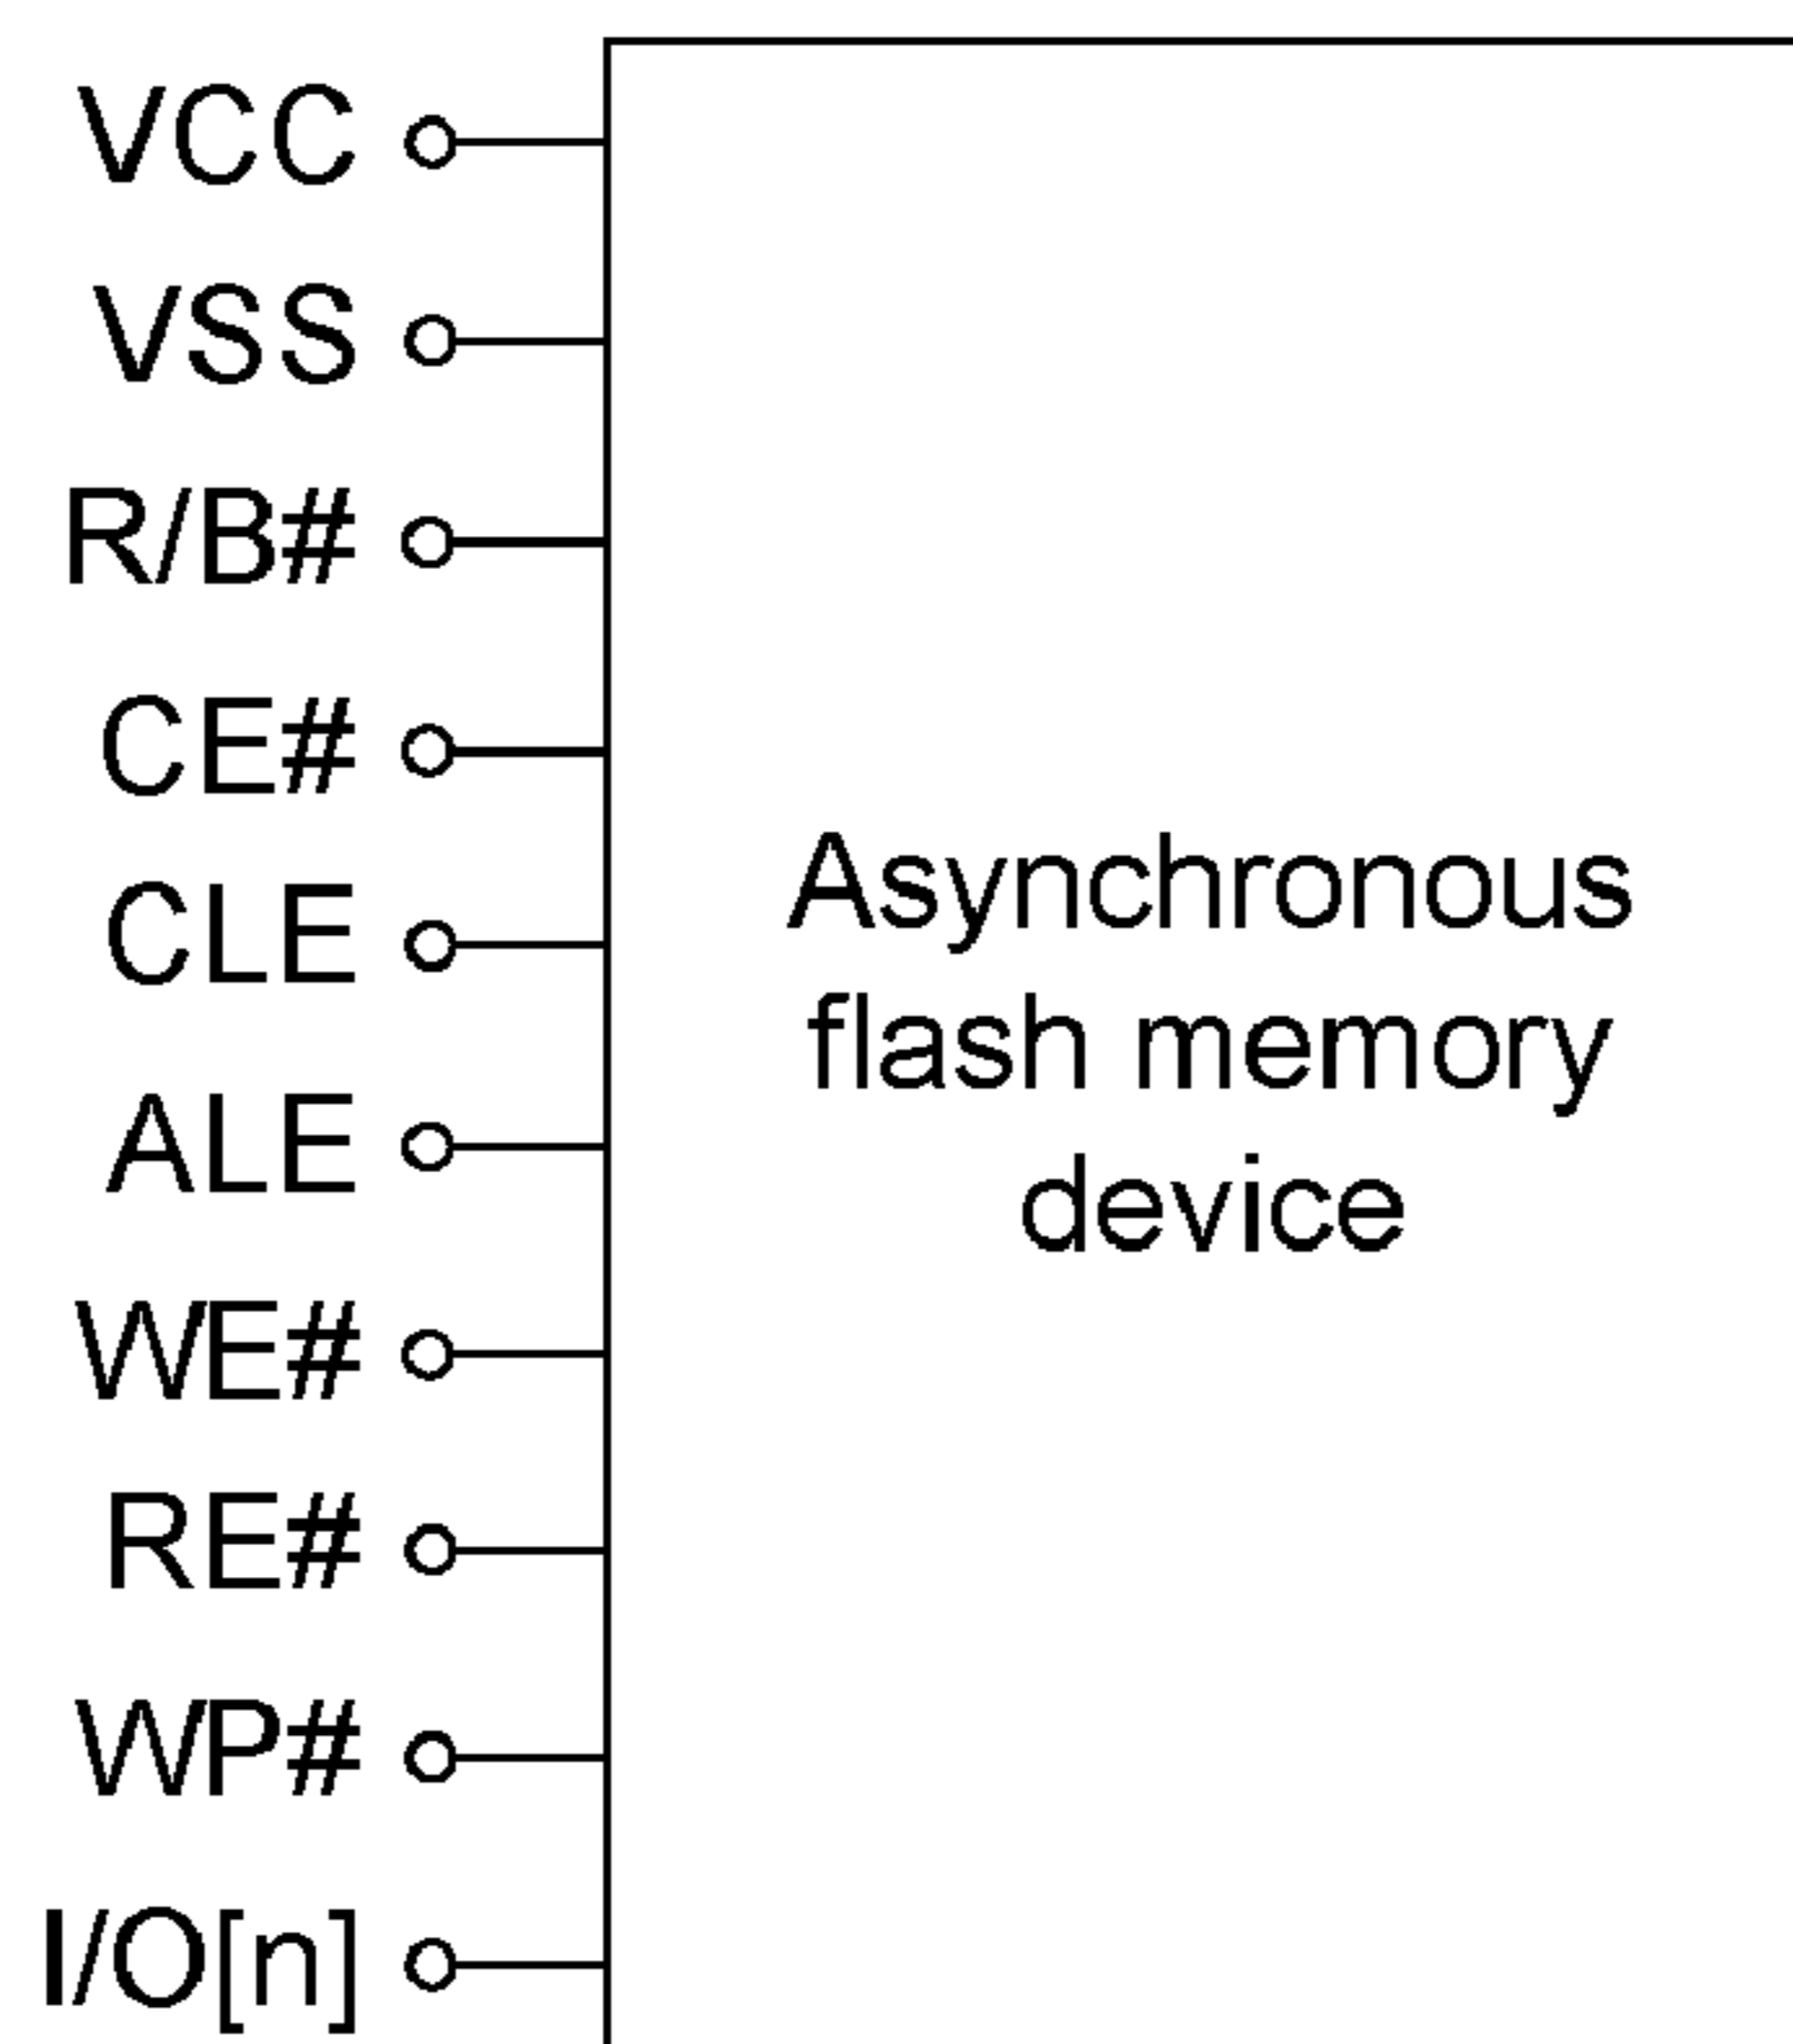 VCC
VSS
R/B#
CE#
CLE
ALE
WE#
RE#
WP#
I/O[n]
Asynchronous
flash memory
device